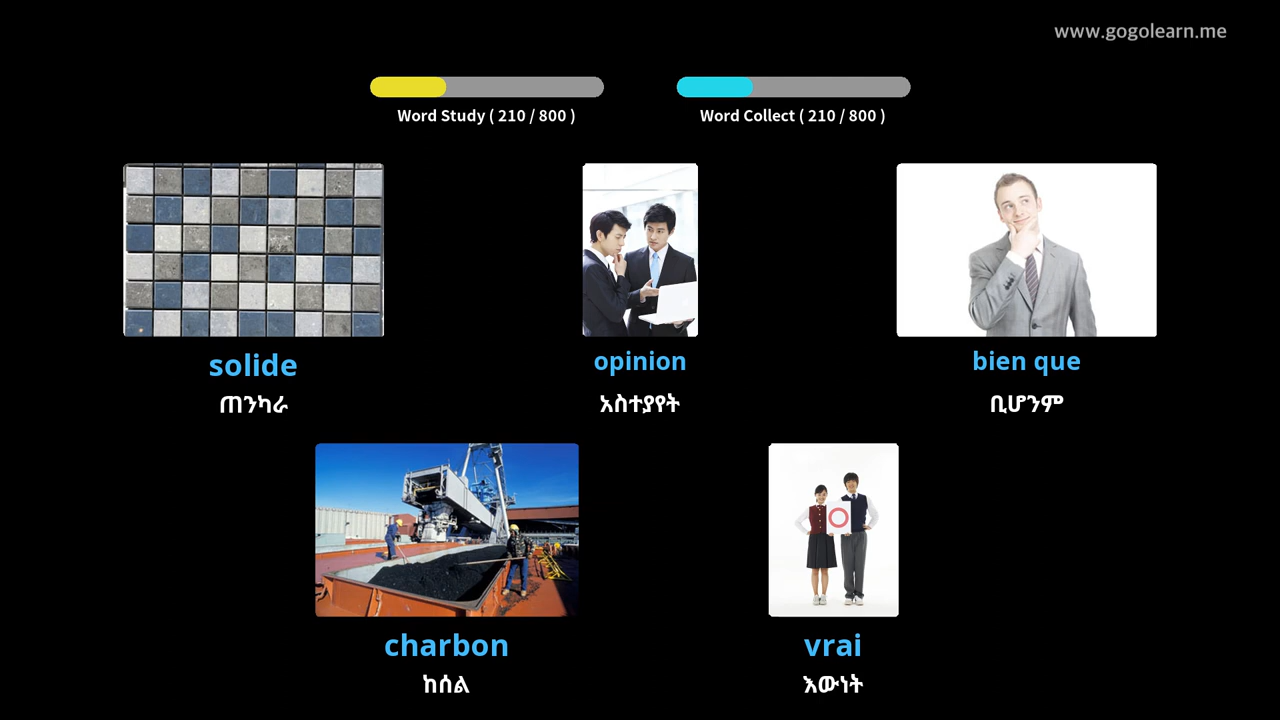 www.gogolearn.me
Word Study ( 210 / 800 )
Word Collect ( 210 / 800 )
solide
ጠንካራ
opinion
አስተያየት
bien que
ቢሆንም
charbon
ከሰል
vrai
እውነት